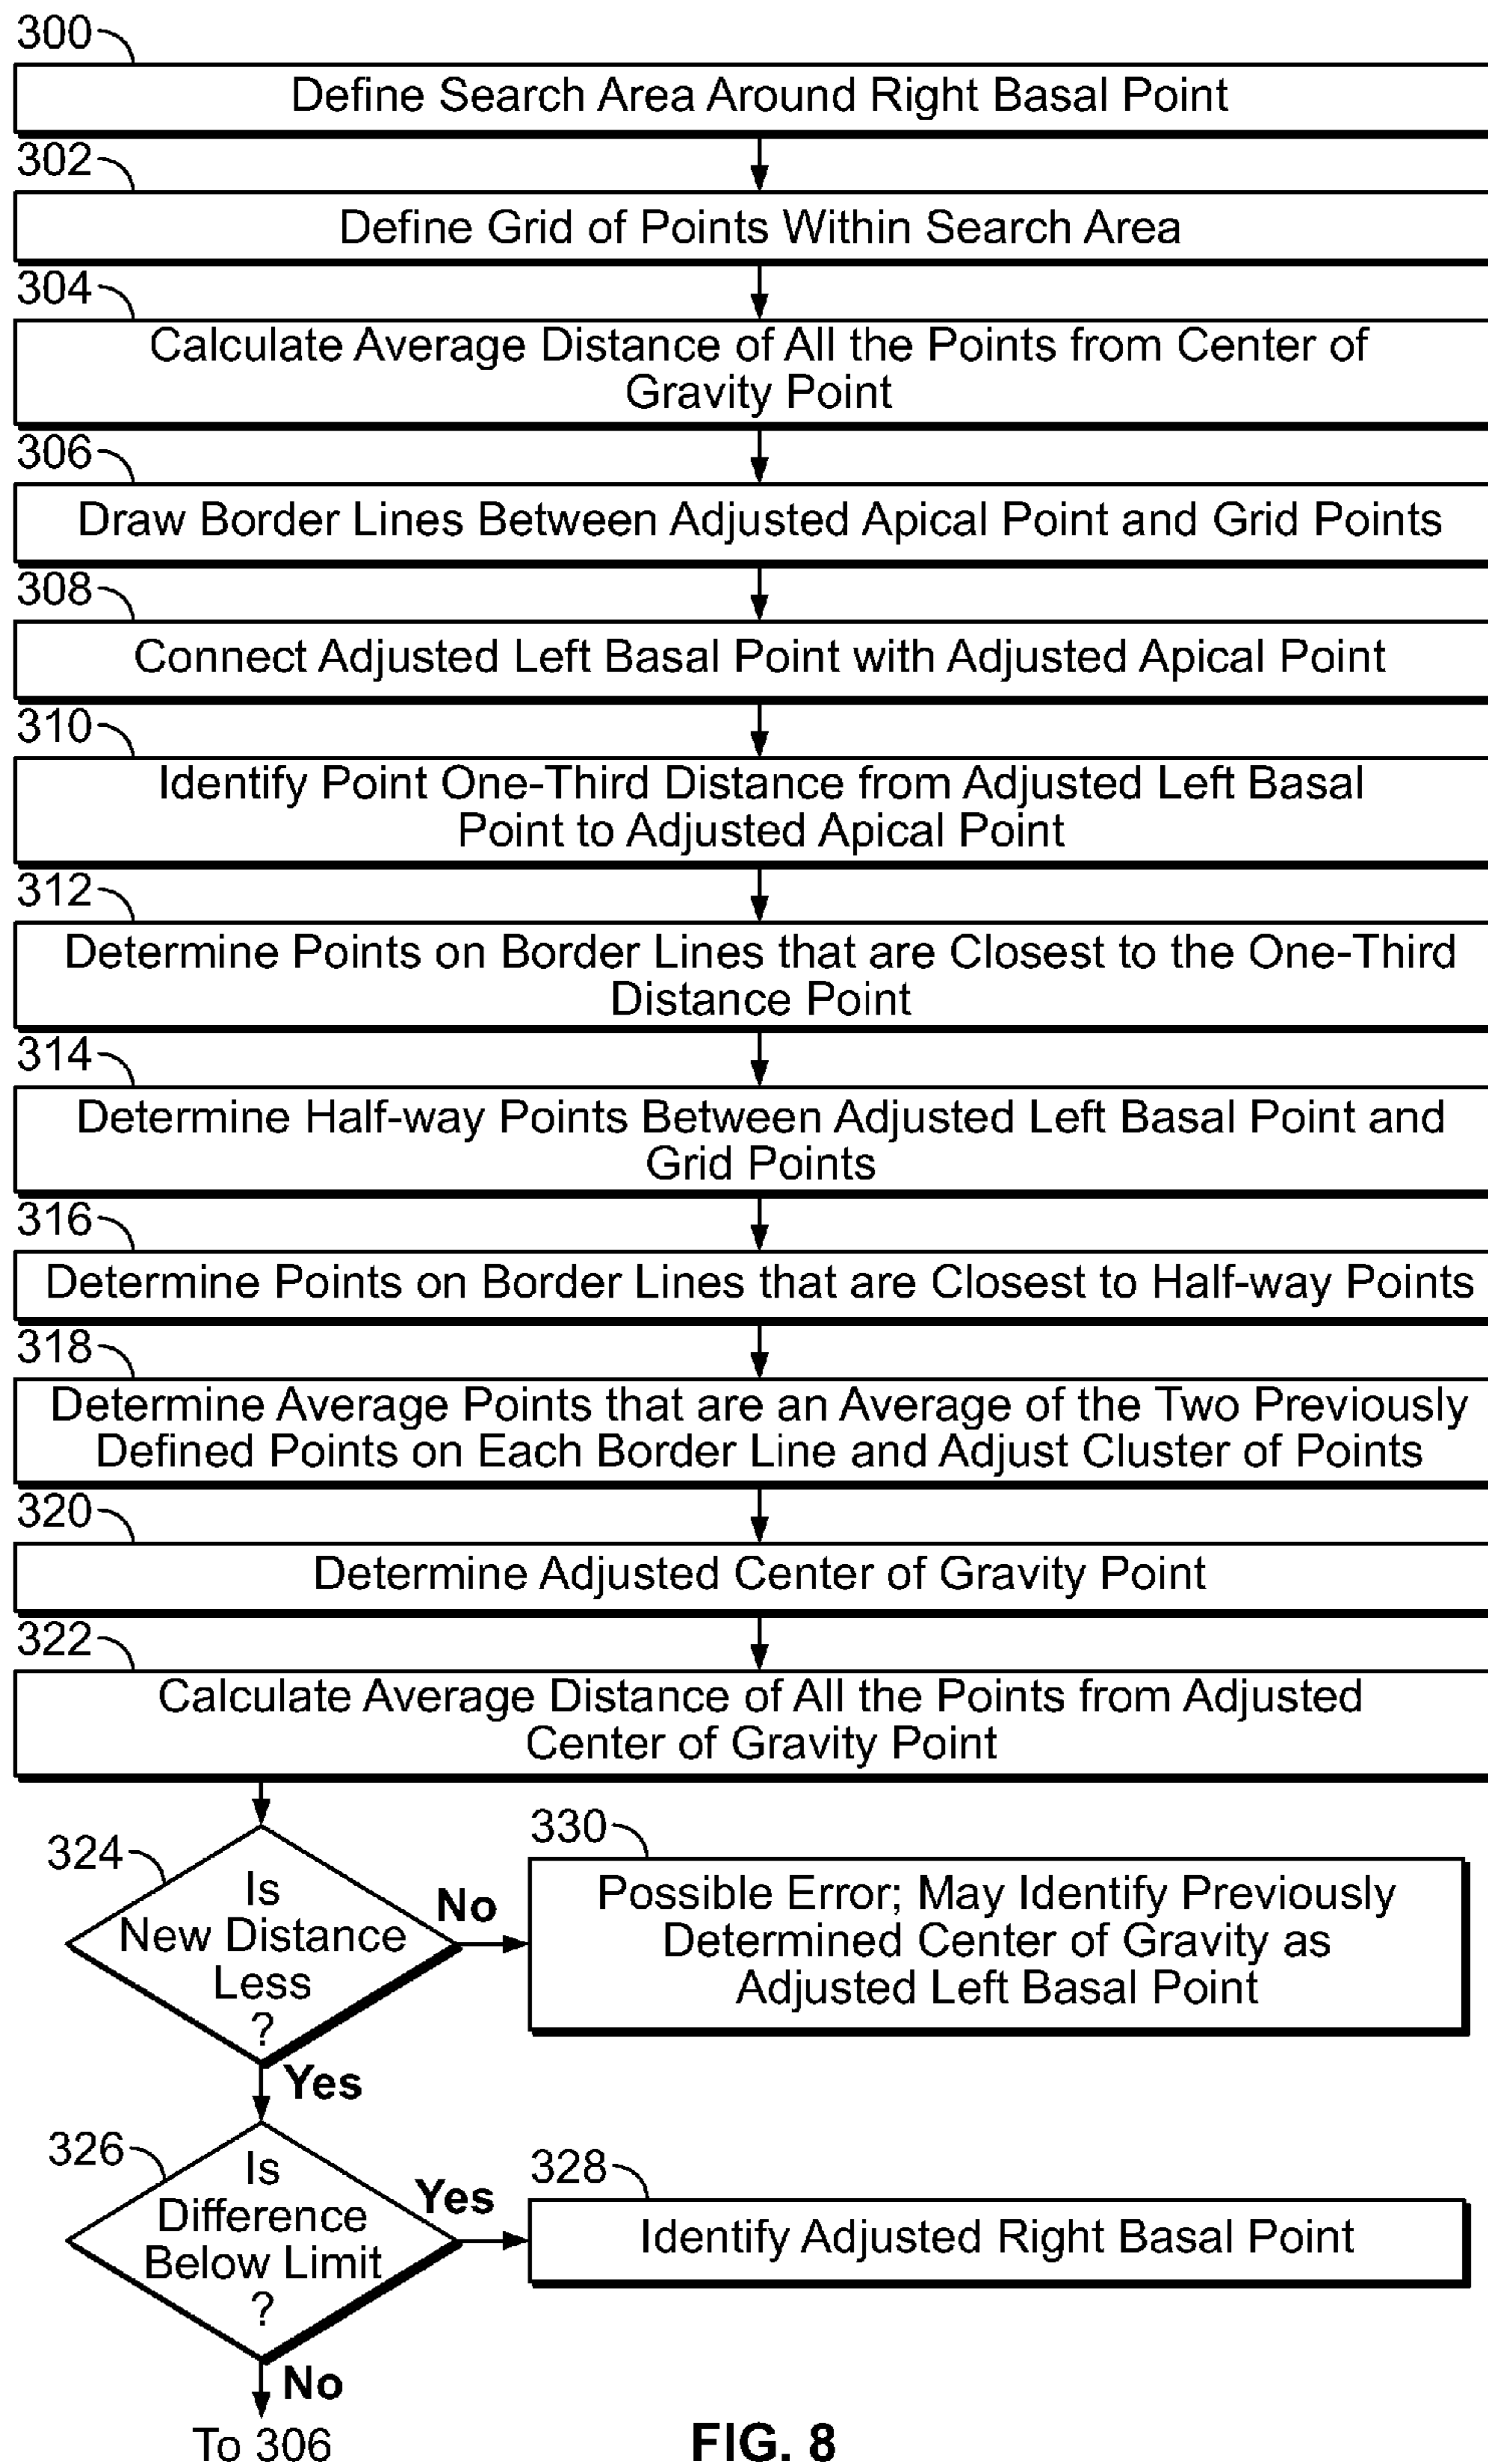 300
Define Search Area Around Right Basal Point
302
Define Grid of Points Within Search Area
304
Calculate Average Distance of All the Points from Center of
Gravity Point
306
Draw Border Lines Between Adjusted Apical Point and Grid Points
308
Connect Adjusted Left Basal Point with Adjusted Apical Point
310
Identify Point One-Third Distance from Adjusted Left Basal
Point to Adjusted Apical Point
312
Determine Points on Border Lines that are Closest to the One-Third
Distance Point
314
Determine Half-way Points Between Adjusted Left Basal Point and
Grid Points
316
Determine Points on Border Lines that are Closest to Half-way Points
318
Determine Average Points that are an Average of the Two Previously
Defined Points on Each Border Line and Adjust Cluster of Points
320
Determine Adjusted Center of Gravity Point
322
Calculate Average Distance of All the Points from Adjusted
Center of Gravity Point
324
Is
New Distance
Less
?
No
330
Possible Error; May Identify Previously
Determined Center of Gravity as
Adjusted Left Basal Point
Yes
326
Is
Difference
Below Limit
?
Yes
328
Identify Adjusted Right Basal Point
No
To 306
FIG. 8